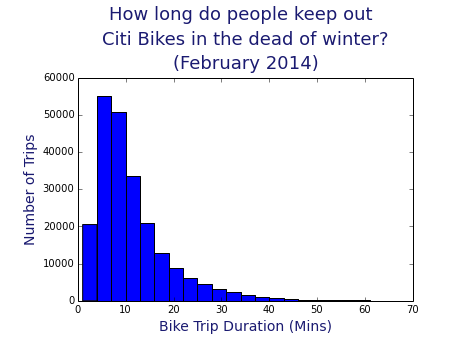 How long do people keep out
Citi Bikes in the dead of winter?
(February 2014)
60000
50000
40000
30000
20000
10000
0
Number of Trips
0 10 20 30 40 50 60 70
Bike Trip Duration (Mins)